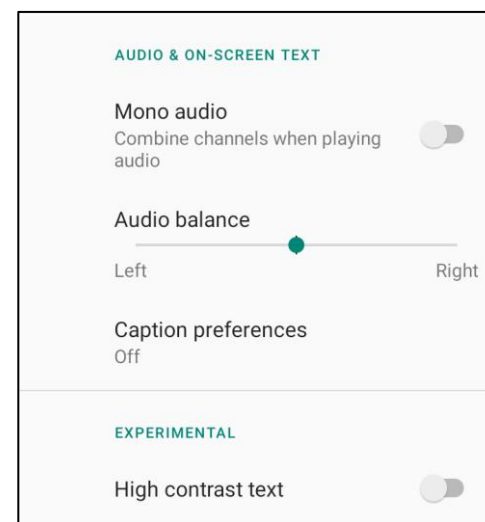 AUDIO & ON-SCREEN TEXT
Mono audio
Combine channels when playing
audio
Audio balance
Left Right
Caption preferences
Off
EXPERIMENTAL
High contrast text